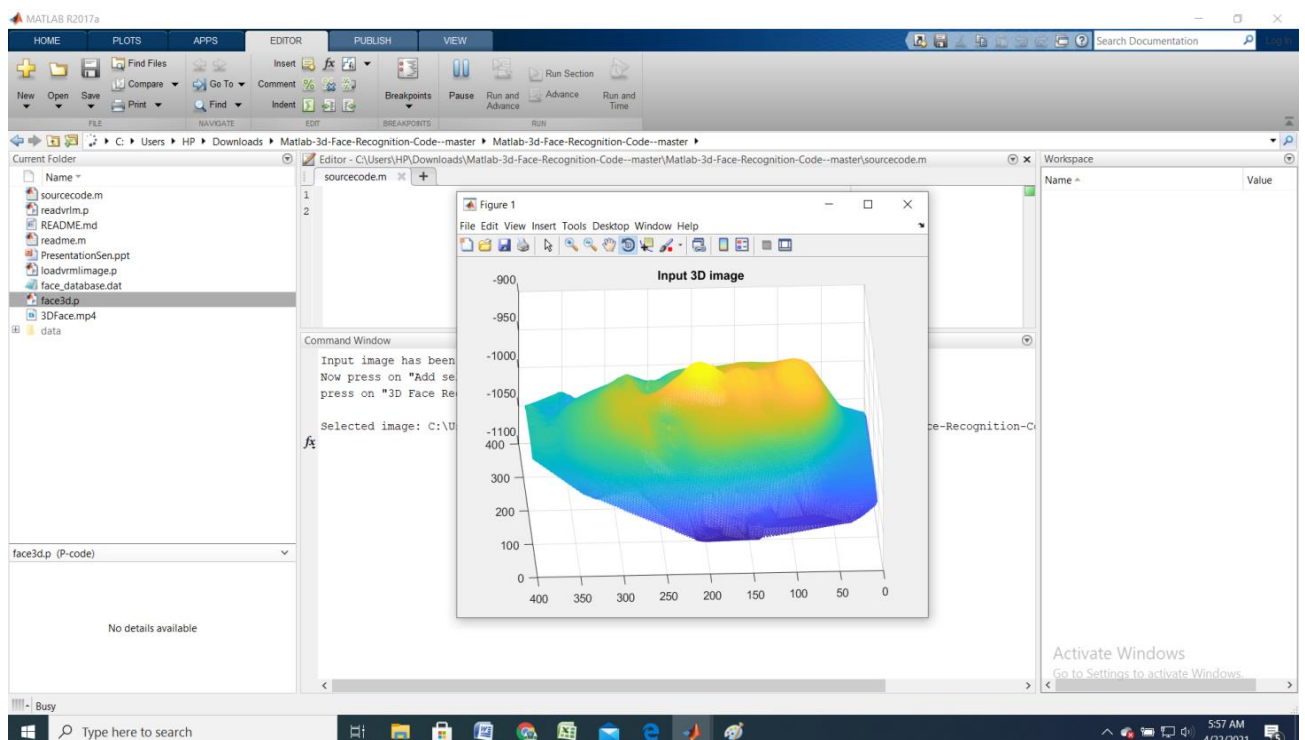 MATLAB R2017a
HOME PLOTS APPS EDITOR PUBLISH VIEW
Search Documentation
Log In
New Open Save
Find Files
Compare
Print
FILE
Go To
Find
NAVIGATE
Insert
Comment
Indent
EDIT
Breakpoints
BREAKPOINTS
Pause
Run and Advance
Run Section
Advance
Run and Time
RUN
C: Users HP Downloads Matlab-3d-Face-Recognition-Code--master Matlab-3d-Face-Recognition-Code--master
Current Folder
Name
sourcecode.m
readvrlm.p
README.md
readme.m
PresentationSen.ppt
loadvrmlimage.p
face_database.dat
face3d.p
3DFace.mp4
data
face3d.p (P-code)
No details available
Editor - C:\Users\HP\Downloads\Matlab-3d-Face-Recognition-Code--master\Matlab-3d-Face-Recognition-Code--master\sourcecode.m
sourcecode.m
1
2
Command Window
Input image has been
Now press on "Add se
press on "3D Face Re
Selected image: C:\U
ce-Recognition-Co
fx
Figure 1
File Edit View Insert Tools Desktop Window Help
Input 3D image
-900
-950
-1000
-1050
-1100
400
300
200
100
0
400 350 300 250 200 150 100 50 0
Workspace
Name Value
Activate Windows
Go to Settings to activate Windows.
Busy
Type here to search
5:57 AM
4/22/2021